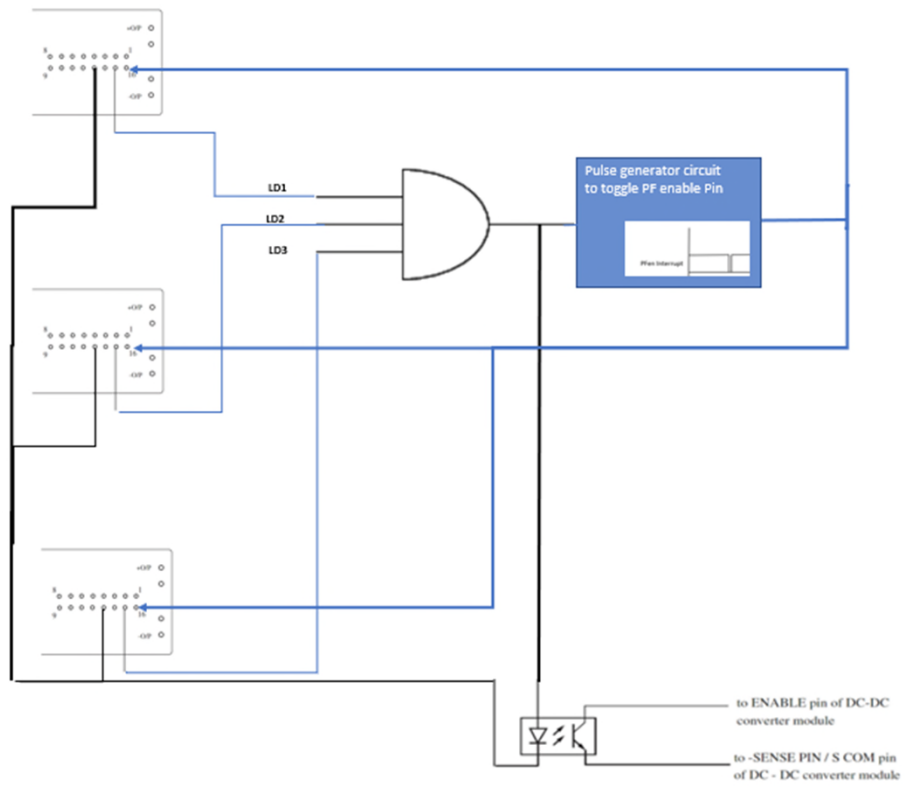 +O/P
8
1
9
16
-O/P
Pulse generator circuit
to toggle PF enable Pin
LD1
LD2
LD3
PFen Interrupt
+O/P
8
1
9
16
-O/P
+O/P
8
1
9
16
-O/P
to ENABLE pin of DC-DC
converter module
to -SENSE PIN / S COM pin
of DC - DC converter module